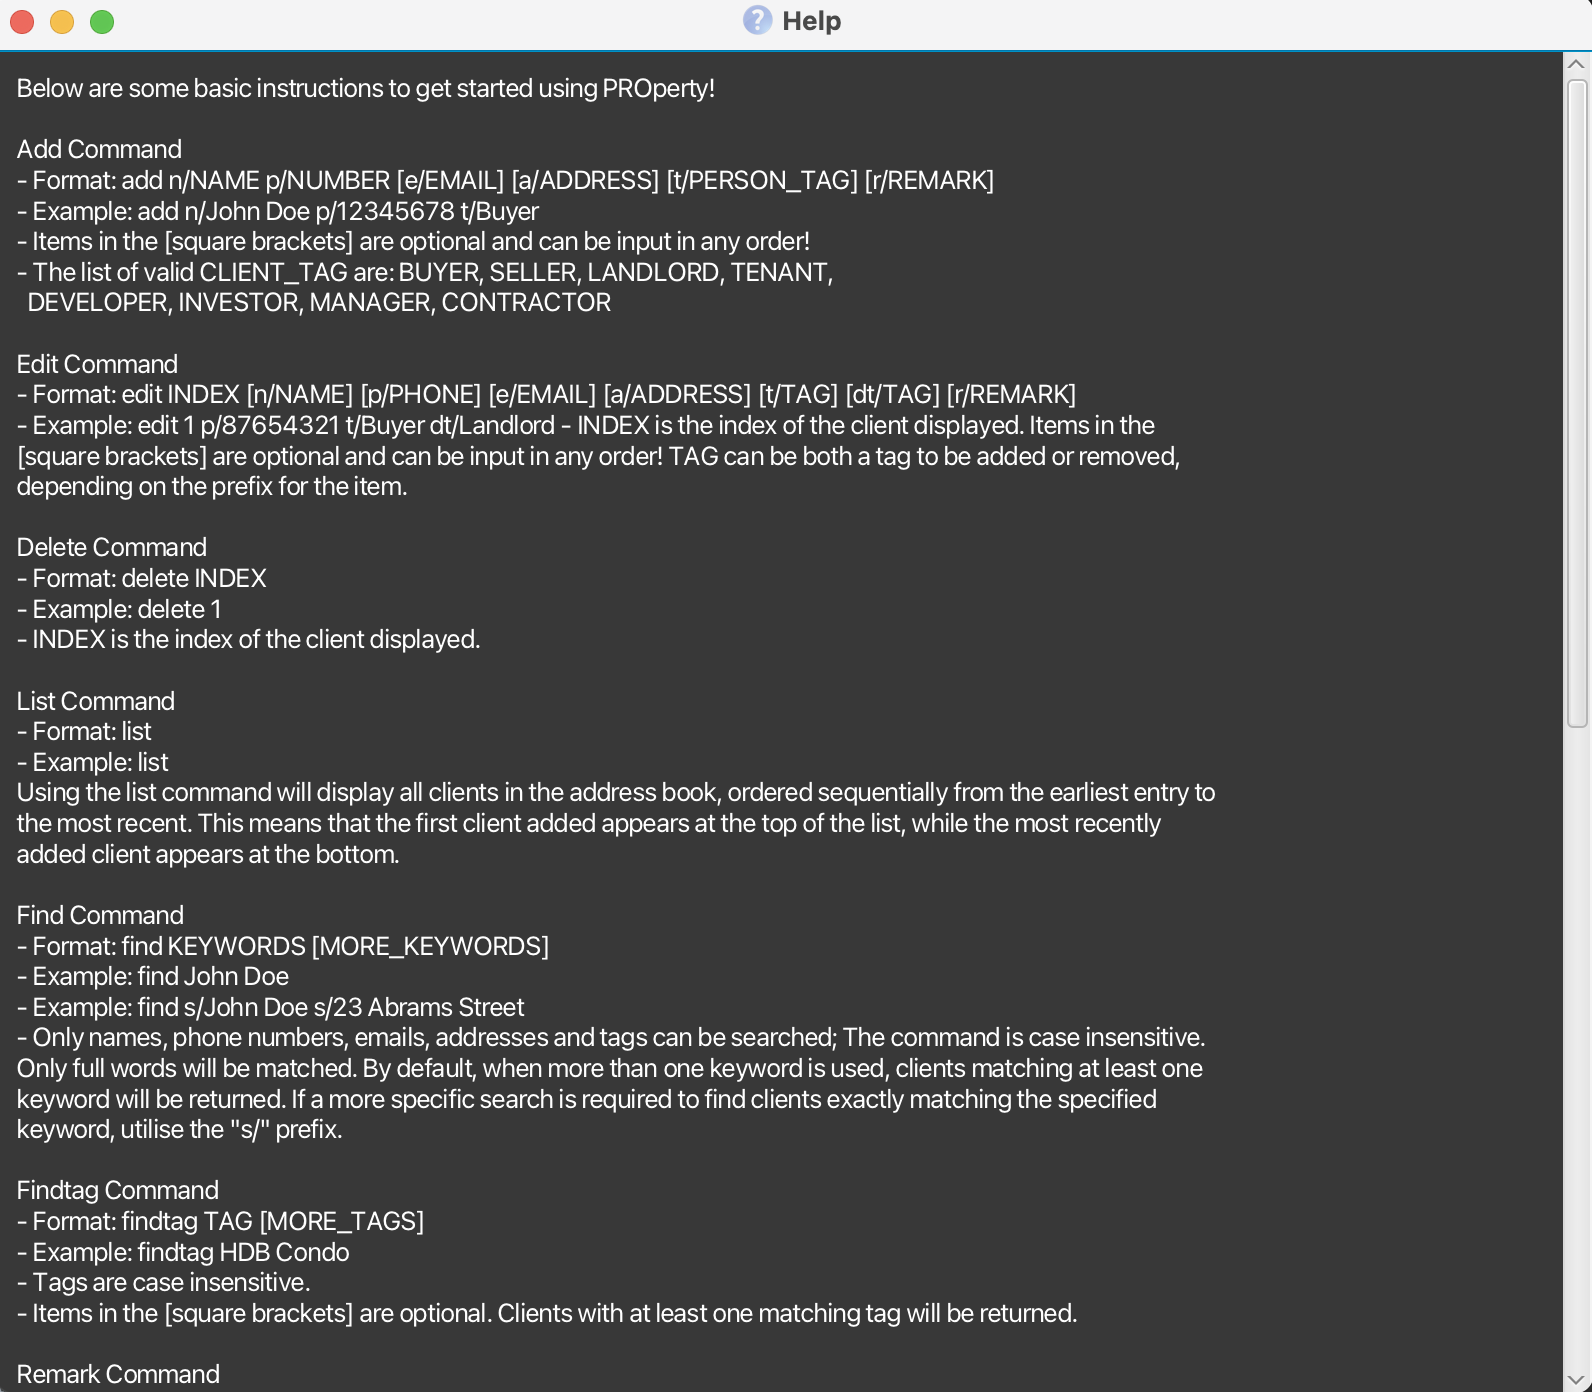 Help
Below are some basic instructions to get started using PROperty!
Add Command
- Format: add n/NAME p/NUMBER [e/EMAIL] [a/ADDRESS] [t/PERSON_TAG] [r/REMARK]
- Example: add n/John Doe p/12345678 t/Buyer
- Items in the [square brackets] are optional and can be input in any order!
- The list of valid CLIENT_TAG are: BUYER, SELLER, LANDLORD, TENANT,
DEVELOPER, INVESTOR, MANAGER, CONTRACTOR
Edit Command
- Format: edit INDEX [n/NAME] [p/PHONE] [e/EMAIL] [a/ADDRESS] [t/TAG] [dt/TAG] [r/REMARK]
- Example: edit 1 p/87654321 t/Buyer dt/Landlord - INDEX is the index of the client displayed. Items in the
[square brackets] are optional and can be input in any order! TAG can be both a tag to be added or removed,
depending on the prefix for the item.
Delete Command
- Format: delete INDEX
- Example: delete 1
- INDEX is the index of the client displayed.
List Command
- Format: list
- Example: list
Using the list command will display all clients in the address book, ordered sequentially from the earliest entry to
the most recent. This means that the first client added appears at the top of the list, while the most recently
added client appears at the bottom.
Find Command
- Format: find KEYWORDS [MORE_KEYWORDS]
- Example: find John Doe
- Example: find s/John Doe s/23 Abrams Street
- Only names, phone numbers, emails, addresses and tags can be searched; The command is case insensitive.
Only full words will be matched. By default, when more than one keyword is used, clients matching at least one
keyword will be returned. If a more specific search is required to find clients exactly matching the specified
keyword, utilise the "s/" prefix.
Findtag Command
- Format: findtag TAG [MORE_TAGS]
- Example: findtag HDB Condo
- Tags are case insensitive.
- Items in the [square brackets] are optional. Clients with at least one matching tag will be returned.
Remark Command